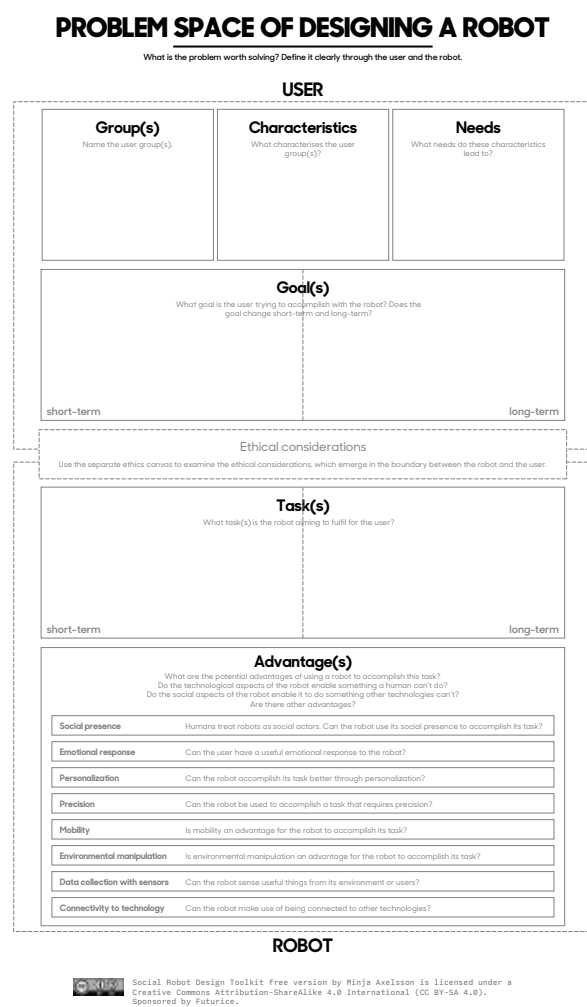 PROBLEM SPACE OF DESIGNING A ROBOT
What is the problem worth solving? Define it clearly through the user and the robot.
USER
Group(s)
Name the user group(s).
Characteristics
What characterises the user
group(s)?
Needs
What needs do these characteristics
lead to?
Goal(s)
What goal is the user trying to accomplish with the robot? Does the
goal change short-term and long-term?
short-term
long-term
Ethical considerations
Use the separate ethics canvas to examine the ethical considerations, which emerge in the boundary between the robot and the user.
Task(s)
What task(s) is the robot aiming to fulfil for the user?
short-term
long-term
Advantage(s)
What are the potential advantages of using a robot to accomplish this task?
Do the technological aspects of the robot enable something a human can't do?
Do the social aspects of the robot enable it to do something other technologies can't?
Are there other advantages?
Social presence Humans treat robots as social actors. Can the robot use its social presence to accomplish its task?
Emotional response Can the user have a useful emotional response to the robot?
Personalization Can the robot accomplish its task better through personalization?
Precision Can the robot be used to accomplish a task that requires precision?
Mobility Is mobility an advantage for the robot to accomplish its task?
Environmental manipulation Is environmental manipulation an advantage for the robot to accomplish its task?
Data collection with sensors Can the robot sense useful things from its environment or users?
Connectivity to technology Can the robot make use of being connected to other technologies?
ROBOT
Social Robot Design Toolkit free version by Minja Axelsson is licensed under a
Creative Commons Attribution-ShareAlike 4.0 International (CC BY-SA 4.0).
Sponsored by Futurice.